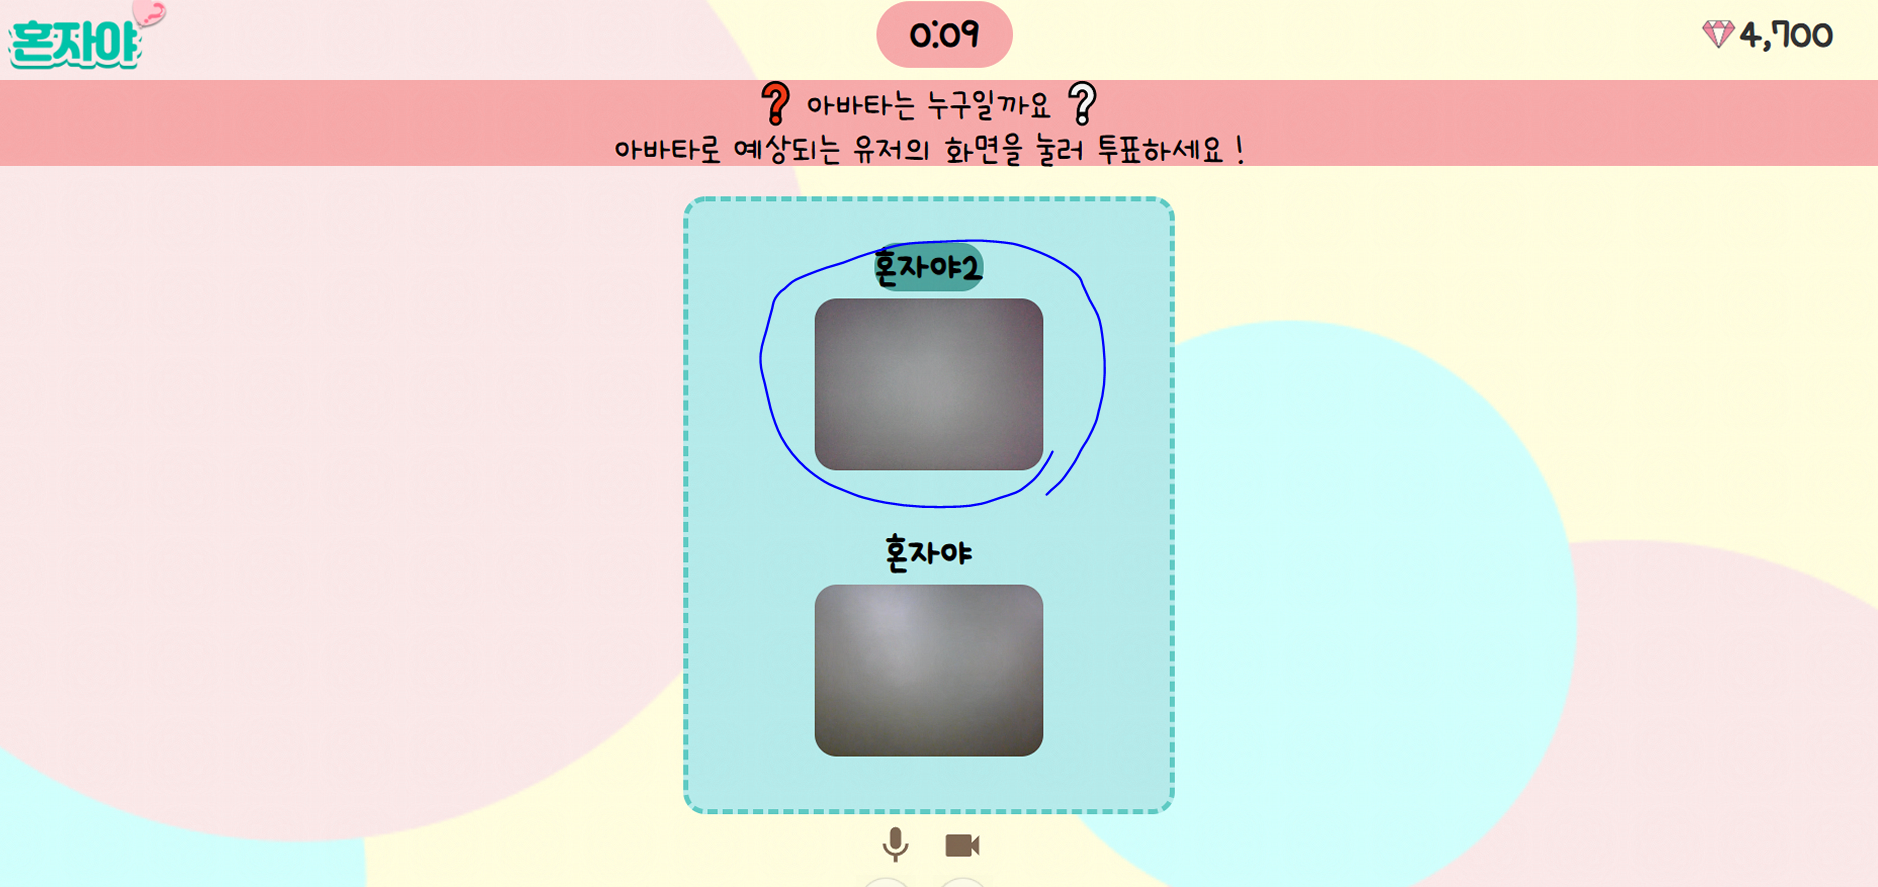 혼자야
0:09
4,700
❓ 아바타는 누구일까요 ❔
아바타로 예상되는 유저의 화면을 눌러 투표하세요 !
혼자야2
혼자야